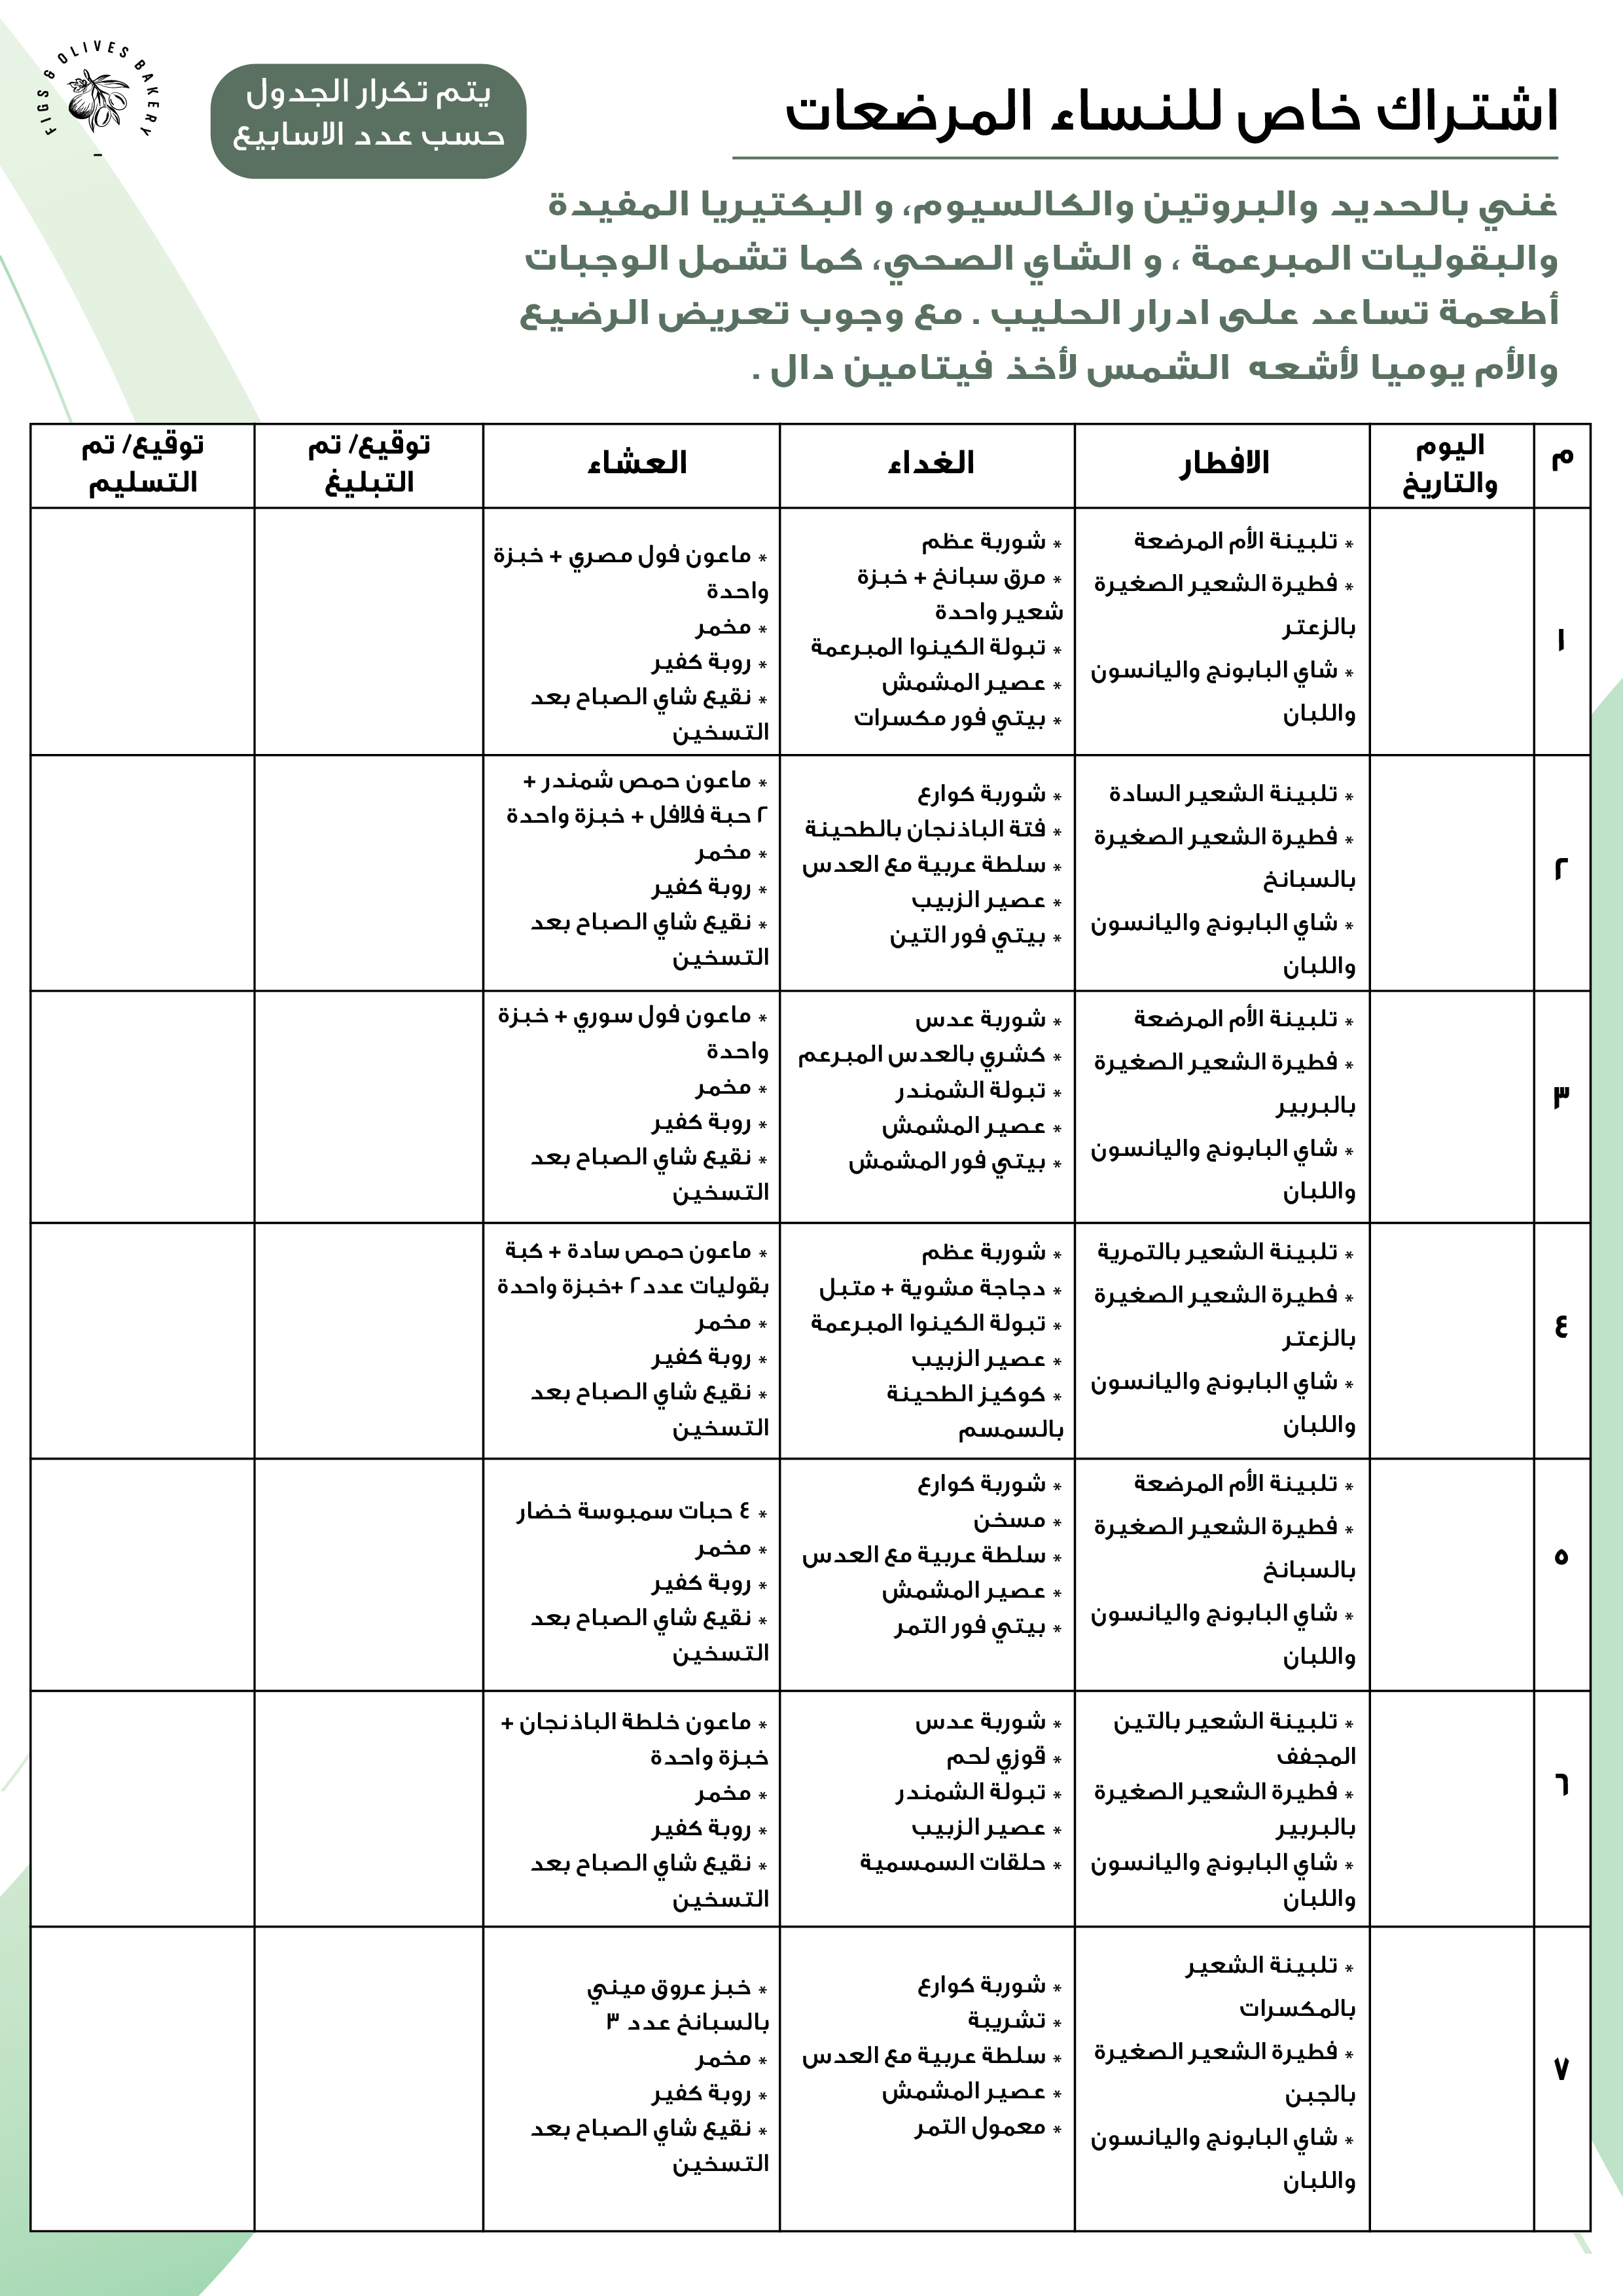 FIGS & OLIVES BAKERY
يتم تكرار الجدول
حسب عدد الاسابيع
اشتراك خاص للنساء المرضعات
غني بالحديد والبروتين والكالسيوم، و البكتيريا المفيدة
والبقوليات المبرعمة ، و الشاي الصحي، كما تشمل الوجبات
أطعمة تساعد على ادرار الحليب . مع وجوب تعريض الرضيع
والأم يوميا لأشعه الشمس لأخذ فيتامين دال .
م
اليوم
والتاريخ
الافطار
الغداء
العشاء
توقيع/ تم
التبليغ
توقيع/ تم
التسليم
١
* تلبينة الأم المرضعة
* فطيرة الشعير الصغيرة
بالزعتر
* شاي البابونج واليانسون
واللبان
* شوربة عظم
* مرق سبانخ + خبزة
شعير واحدة
* تبولة الكينوا المبرعمة
* عصير المشمش
* بيتي فور مكسرات
* ماعون فول مصري + خبزة
واحدة
* مخمر
* روبة كفير
* نقيع شاي الصباح بعد
التسخين
٢
* تلبينة الشعير السادة
* فطيرة الشعير الصغيرة
بالسبانخ
* شاي البابونج واليانسون
واللبان
* شوربة كوارع
* فتة الباذنجان بالطحينة
* سلطة عربية مع العدس
* عصير الزبيب
* بيتي فور التين
* ماعون حمص شمندر +
٢ حبة فلافل + خبزة واحدة
* مخمر
* روبة كفير
* نقيع شاي الصباح بعد
التسخين
٣
* تلبينة الأم المرضعة
* فطيرة الشعير الصغيرة
بالبربير
* شاي البابونج واليانسون
واللبان
* شوربة عدس
* كشري بالعدس المبرعم
* تبولة الشمندر
* عصير المشمش
* بيتي فور المشمش
* ماعون فول سوري + خبزة
واحدة
* مخمر
* روبة كفير
* نقيع شاي الصباح بعد
التسخين
٤
* تلبينة الشعير بالتمرية
* فطيرة الشعير الصغيرة
بالزعتر
* شاي البابونج واليانسون
واللبان
* شوربة عظم
* دجاجة مشوية + متبل
* تبولة الكينوا المبرعمة
* عصير الزبيب
* كوكيز الطحينة
بالسمسم
* ماعون حمص سادة + كبة
بقوليات عدد٢ +خبزة واحدة
* مخمر
* روبة كفير
* نقيع شاي الصباح بعد
التسخين
٥
* تلبينة الأم المرضعة
* فطيرة الشعير الصغيرة
بالسبانخ
* شاي البابونج واليانسون
واللبان
* شوربة كوارع
* مسخن
* سلطة عربية مع العدس
* عصير المشمش
* بيتي فور التمر
* ٤ حبات سمبوسة خضار
* مخمر
* روبة كفير
* نقيع شاي الصباح بعد
التسخين
٦
* تلبينة الشعير بالتين
المجفف
* فطيرة الشعير الصغيرة
بالبربير
* شاي البابونج واليانسون
واللبان
* شوربة عدس
* قوزي لحم
* تبولة الشمندر
* عصير الزبيب
* حلقات السمسمية
* ماعون خلطة الباذنجان +
خبزة واحدة
* مخمر
* روبة كفير
* نقيع شاي الصباح بعد
التسخين
٧
* تلبينة الشعير
بالمكسرات
* فطيرة الشعير الصغيرة
بالجبن
* شاي البابونج واليانسون
واللبان
* شوربة كوارع
* تشريبة
* سلطة عربية مع العدس
* عصير المشمش
* معمول التمر
* خبز عروق ميني
بالسبانخ عدد ٣
* مخمر
* روبة كفير
* نقيع شاي الصباح بعد
التسخين